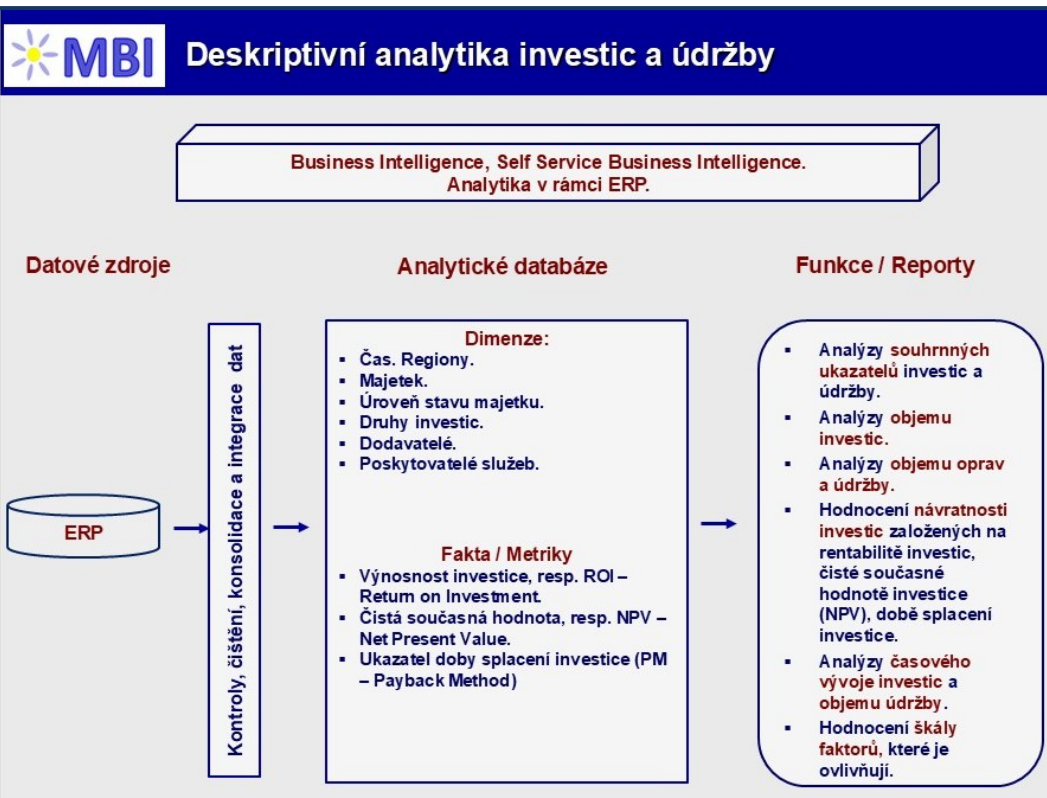 MBI
Deskriptivní analytika investic a údržby
Business Intelligence, Self Service Business Intelligence.
Analytika v rámci ERP.
Datové zdroje
Analytické databáze
Funkce / Reporty
ERP
Kontroly, čištění, konsolidace a integrace dat
Dimenze:
▪ Čas. Regiony.
▪ Majetek.
▪ Úroveň stavu majetku.
▪ Druhy investic.
▪ Dodavatelé.
▪ Poskytovatelé služeb.
Fakta / Metriky
▪ Výnosnost investice, resp. ROI –
Return on Investment.
▪ Čistá současná hodnota, resp. NPV –
Net Present Value.
▪ Ukazatel doby splacení investice (PM
– Payback Method)
▪ Analýzy souhrnných
ukazatelů investic a
údržby.
▪ Analýzy objemu
investic.
▪ Analýzy objemu oprav
a údržby.
▪ Hodnocení návratnosti
investic založených na
rentabilitě investic,
čisté současné
hodnotě investice
(NPV), době splacení
investice.
▪ Analýzy časového
vývoje investic a
objemu údržby.
▪ Hodnocení škály
faktorů, které je
ovlivňují.